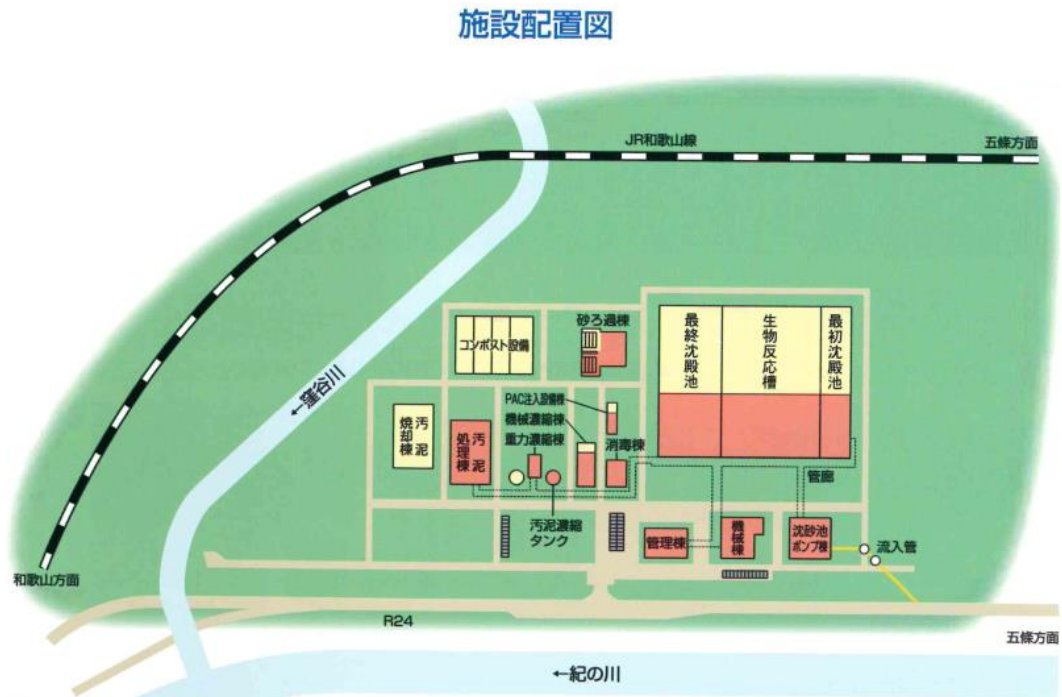 施設配置図
JR和歌山線
五條方面
←窪谷川
コンポスト設備
砂ろ過棟
最終沈殿池
生物反応槽
最初沈殿池
汚泥
焼却棟
汚泥
処理棟
PAC注入設備棟
機械濃縮棟
重力濃縮棟
消毒棟
管廊
汚泥濃縮
タンク
管理棟
機械棟
沈砂池
ポンプ棟
流入管
和歌山方面
R24
五條方面
←紀の川